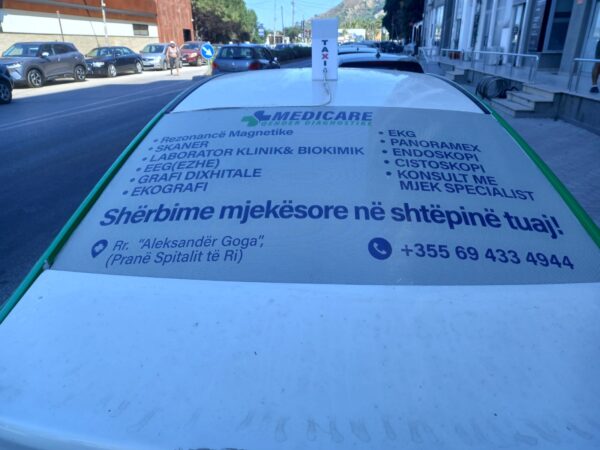 TAXI
MEDICARE
QENDER DIAGNOSTIKE
• Rezonancë Magnetike
• SKANER
• LABORATOR KLINIK& BIOKIMIK
• EEG(EZHE)
• GRAFI DIXHITALE
• EKOGRAFI
• EKG
• PANORAMEX
• ENDOSKOPI
• CISTOSKOPI
• KONSULT ME
MJEK SPECIALIST
Shërbime mjekësore në shtëpinë tuaj!
Rr. "Aleksandër Goga",
(Pranë Spitalit të Ri)
+355 69 433 4944